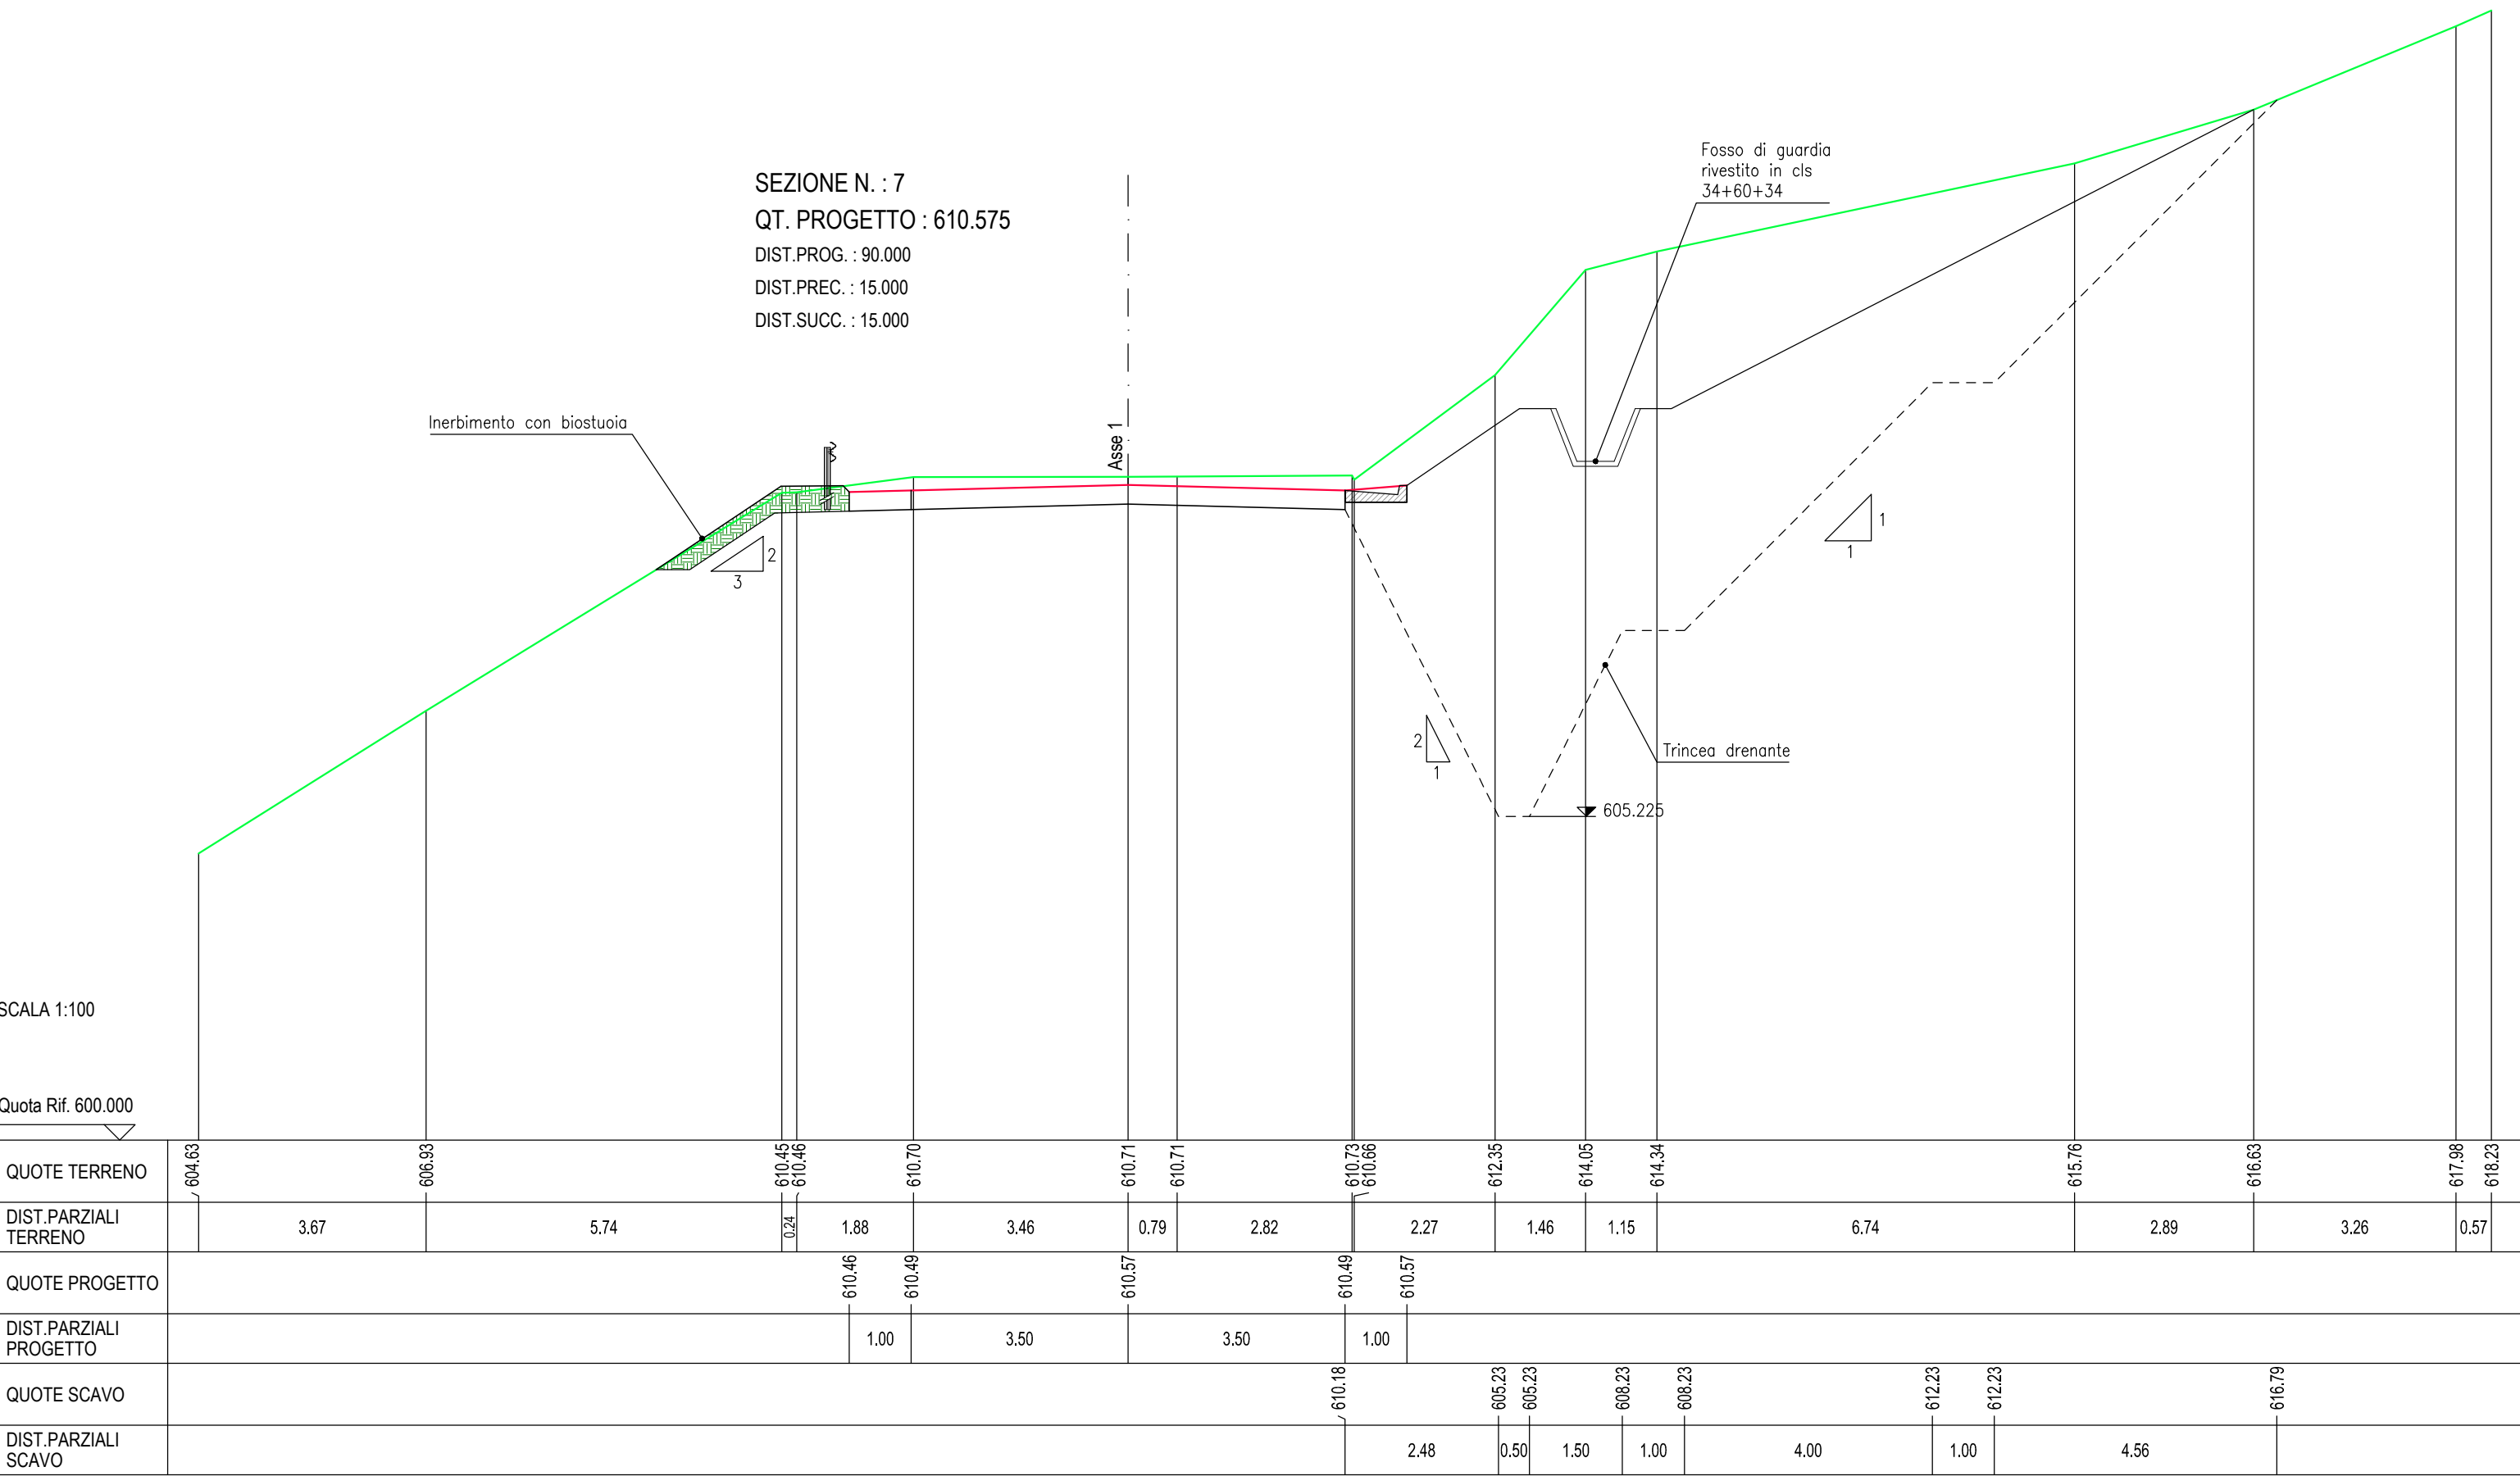 Fosso di guardia
rivestito in cls
34+60+34
SEZIONE N. : 7
QT. PROGETTO : 610.575
DIST.PROG. : 90.000
DIST.PREC. : 15.000
DIST.SUCC. : 15.000
Asse 1
Inerbimento con biostuoia
2
3
1
1
2
1
Trincea drenante
605.225
SCALA 1:100
Quota Rif. 600.000
QUOTE TERRENO 604.63 606.93 610.45 610.46 610.70 610.71 610.71 610.73 610.66 612.35 614.05 614.34 615.76 616.63 617.98 618.23
DIST.PARZIALI
TERRENO
3.67 5.74 0.24 1.88 3.46 0.79 2.82 2.27 1.46 1.15 6.74 2.89 3.26 0.57
QUOTE PROGETTO 610.46 610.49 610.57 610.49 610.57
DIST.PARZIALI
PROGETTO
1.00 3.50 3.50 1.00
QUOTE SCAVO 610.18 605.23 605.23 608.23 608.23 612.23 612.23 616.79
DIST.PARZIALI
SCAVO
2.48 0.50 1.50 1.00 4.00 1.00 4.56